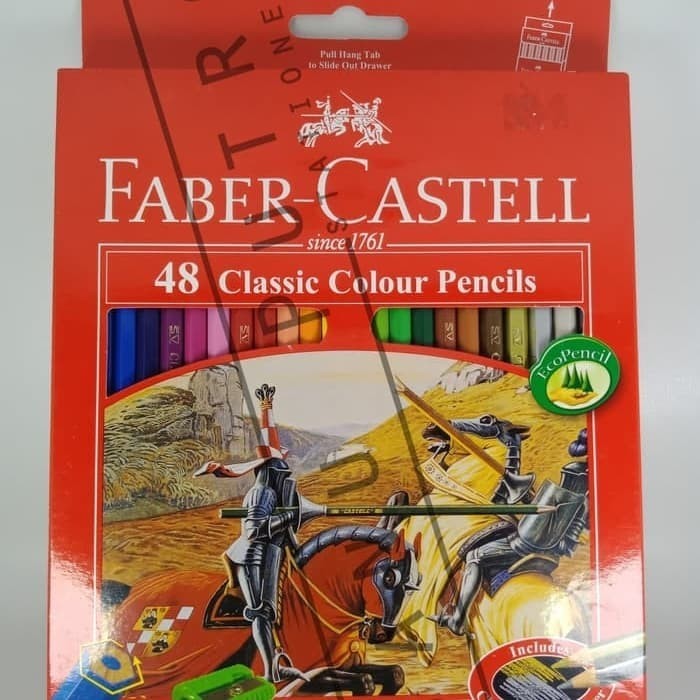 Pull Hang Tab
to Slide Out Drawer
FABER-CASTELL
since 1761
48 Classic Colour Pencils
EcoPencil
"CASTELL"
Includes